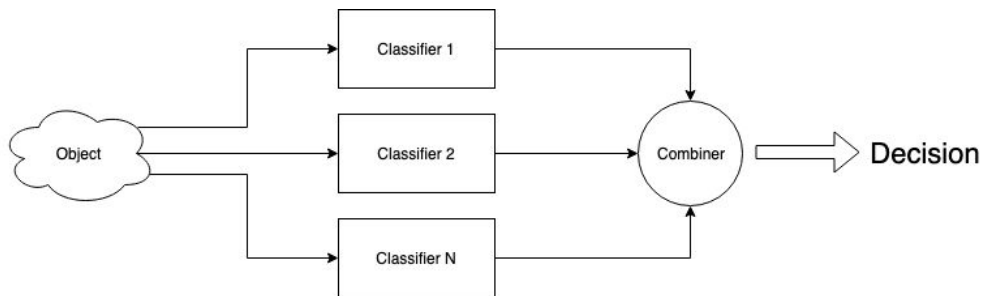 Classifier 1
Object
Classifier 2
Combiner
Decision
Classifier N